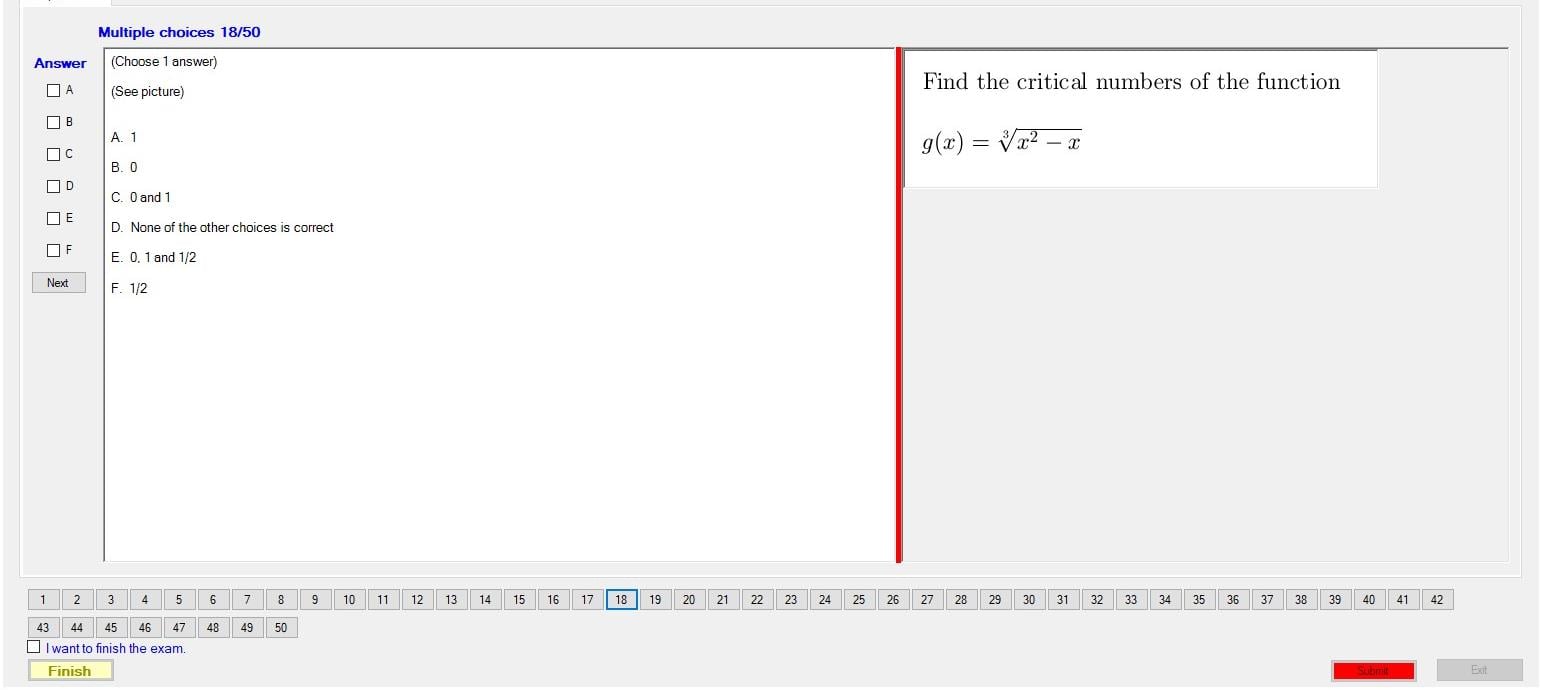 Multiple choices 18/50
Answer
A
B
C
D
E
F
Next
(Choose 1 answer)
(See picture)
A. 1
B. 0
C. 0 and 1
D. None of the other choices is correct
E. 0, 1 and 1/2
F. 1/2
Find the critical numbers of the function
g(x) = ∛(x² − x)
1 2 3 4 5 6 7 8 9 10 11 12 13 14 15 16 17 18 19 20 21 22 23 24 25 26 27 28 29 30 31 32 33 34 35 36 37 38 39 40 41 42
43 44 45 46 47 48 49 50
I want to finish the exam.
Finish
Submit
Exit